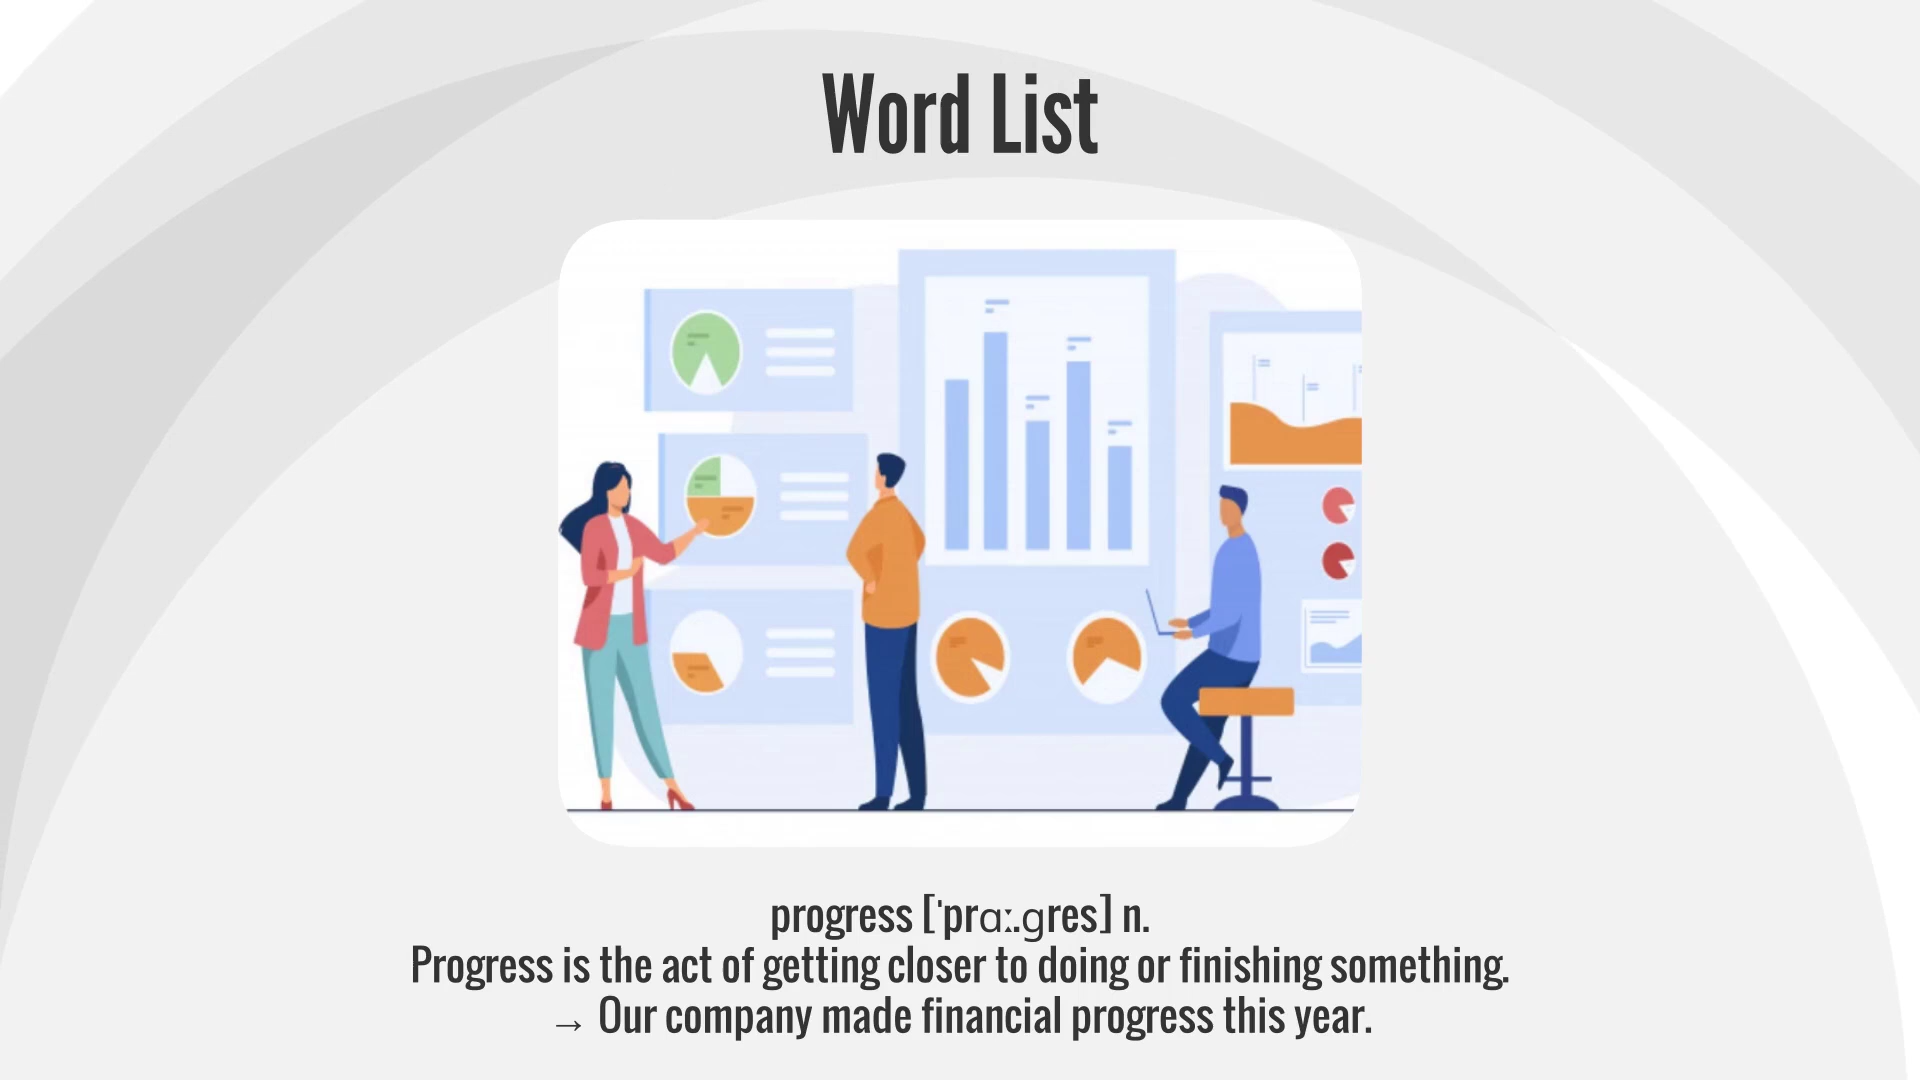 Word List
progress [ˈprɑː.ɡres] n.
Progress is the act of getting closer to doing or finishing something.
→ Our company made financial progress this year.